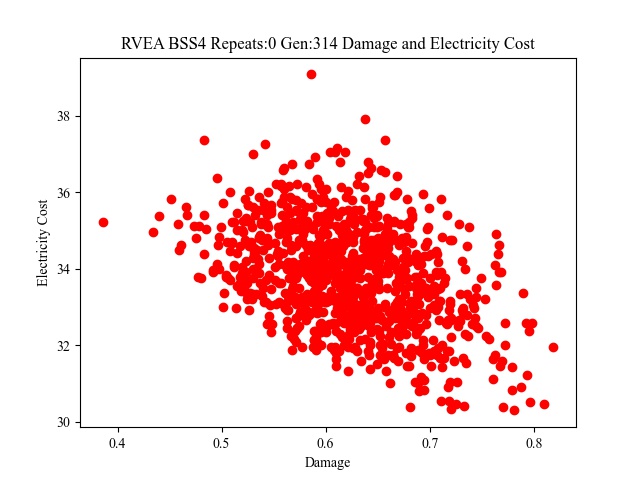 RVEA BSS4 Repeats:0 Gen:314 Damage and Electricity Cost
Electricity Cost
38
36
34
32
30
0.4 0.5 0.6 0.7 0.8
Damage